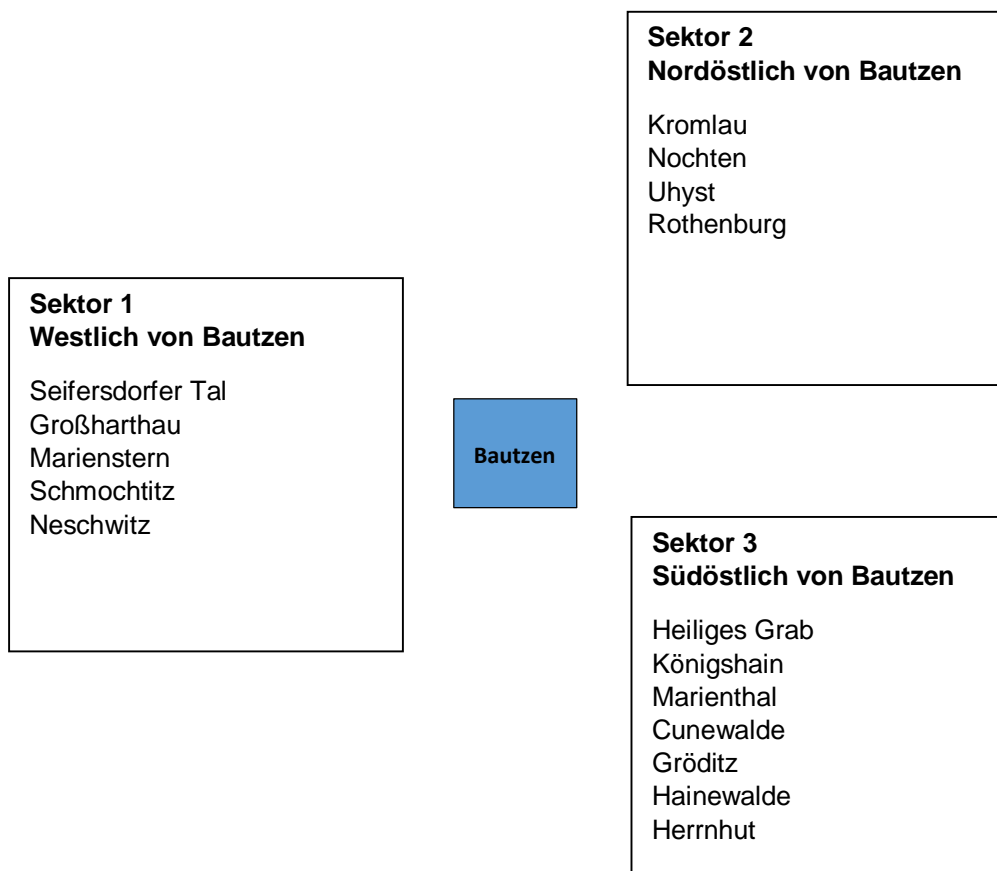 Sektor 2
Nordöstlich von Bautzen
Kromlau
Nochten
Uhyst
Rothenburg
Sektor 1
Westlich von Bautzen
Seifersdorfer Tal
Großharthau
Marienstern
Schmochtitz
Neschwitz
Bautzen
Sektor 3
Südöstlich von Bautzen
Heiliges Grab
Königshain
Marienthal
Cunewalde
Gröditz
Hainewalde
Herrnhut